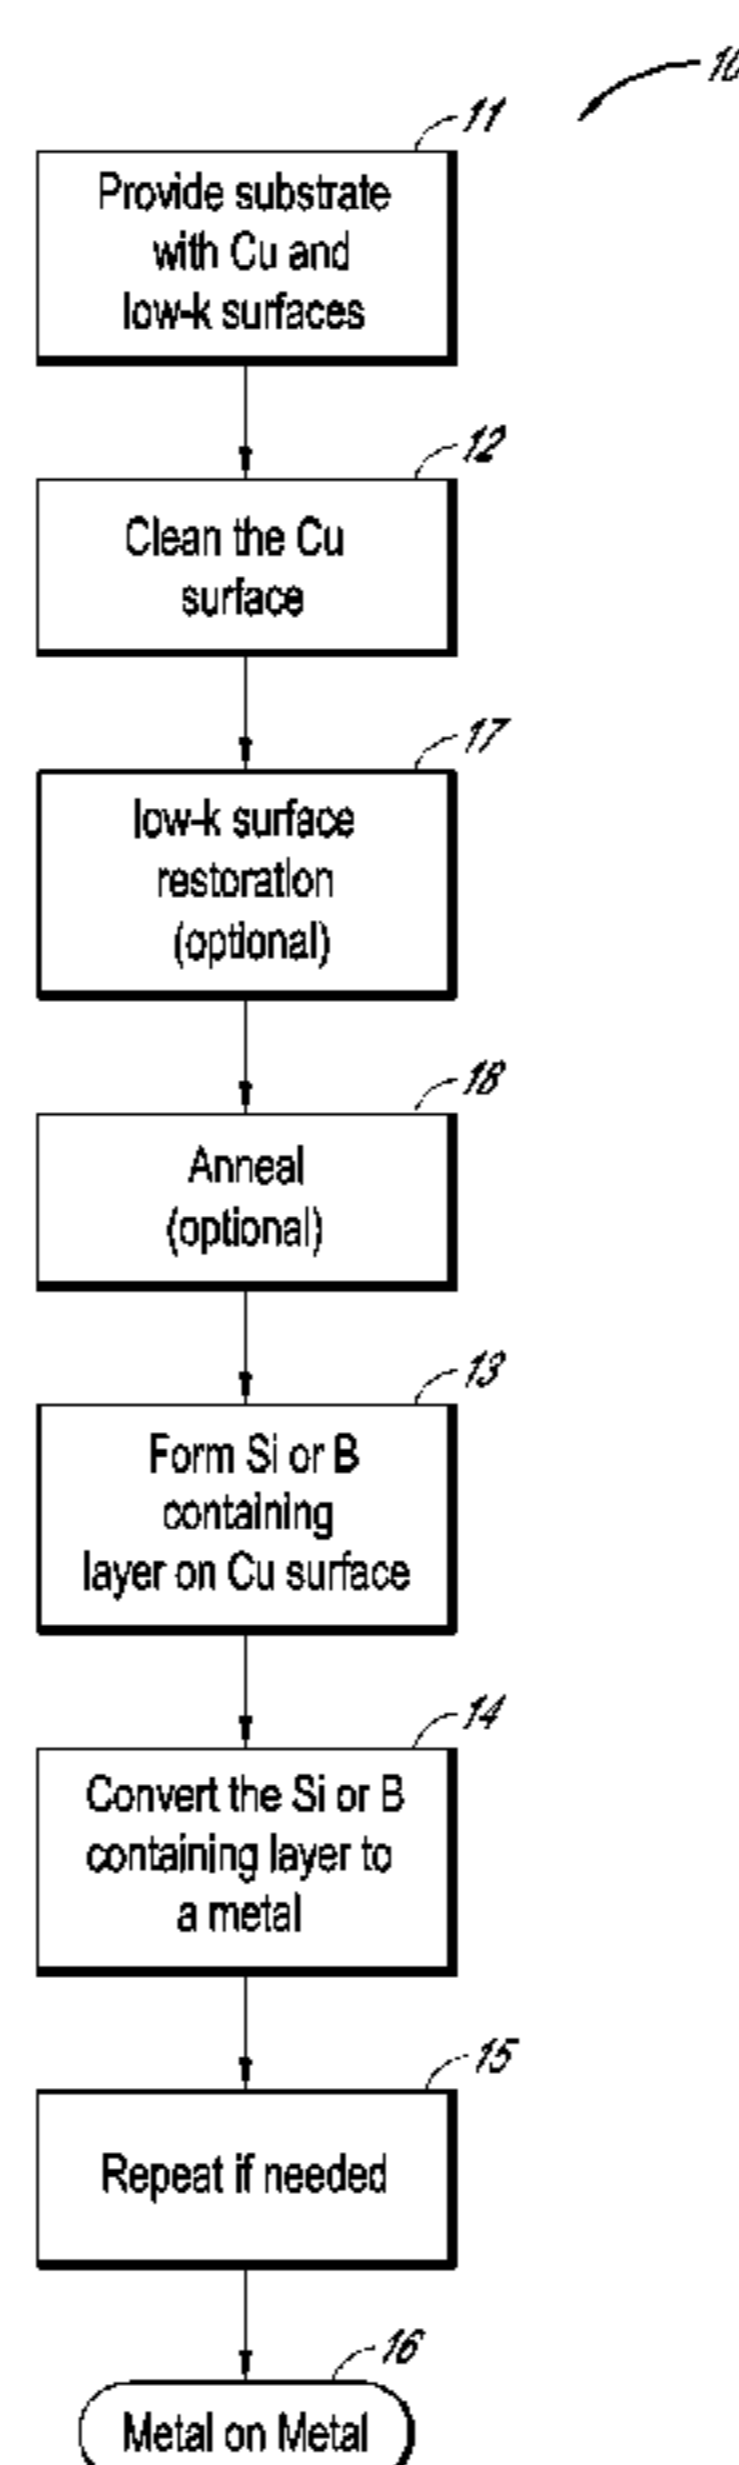 10
11
Provide substrate
with Cu and
low-k surfaces
12
Clean the Cu
surface
17
low-k surface
restoration
(optional)
18
Anneal
(optional)
13
Form Si or B
containing
layer on Cu surface
14
Convert the Si or B
containing layer to
a metal
15
Repeat if needed
16
Metal on Metal